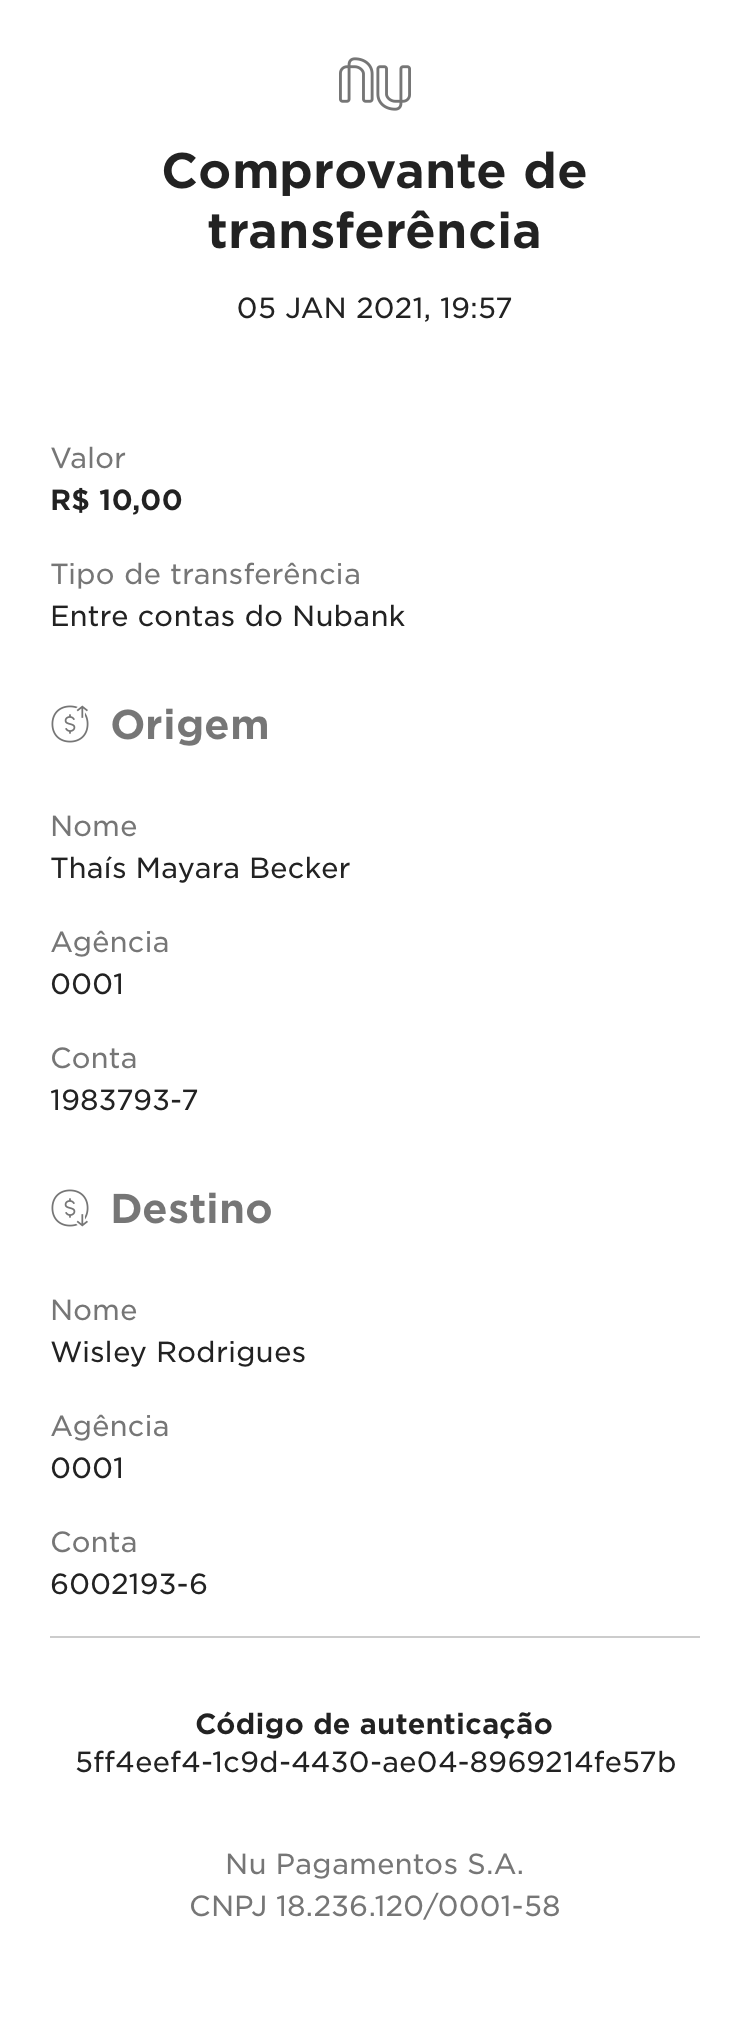 nu
Comprovante de
transferência
05 JAN 2021, 19:57
Valor
R$ 10,00
Tipo de transferência
Entre contas do Nubank
Origem
Nome
Thaís Mayara Becker
Agência
0001
Conta
1983793-7
Destino
Nome
Wisley Rodrigues
Agência
0001
Conta
6002193-6
Código de autenticação
5ff4eef4-1c9d-4430-ae04-8969214fe57b
Nu Pagamentos S.A.
CNPJ 18.236.120/0001-58